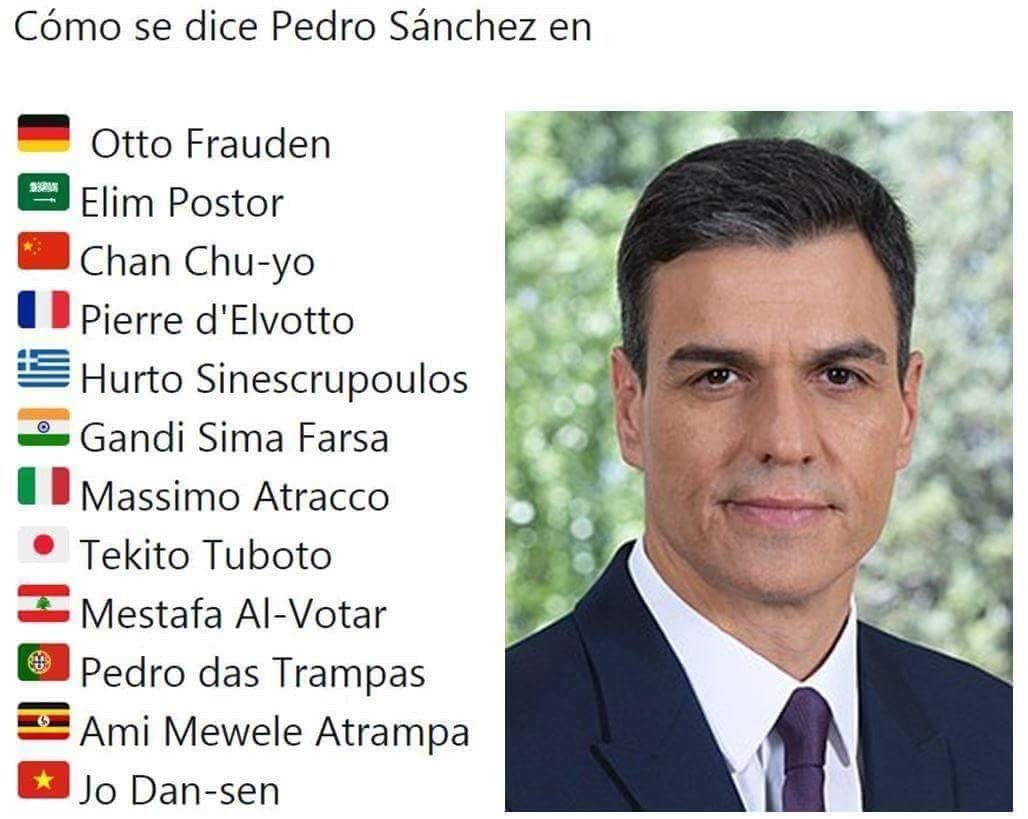 Cómo se dice Pedro Sánchez en
Otto Frauden
Elim Postor
Chan Chu-yo
Pierre d'Elvotto
Hurto Sinescrupoulos
Gandi Sima Farsa
Massimo Atracco
Tekito Tuboto
Mestafa Al-Votar
Pedro das Trampas
Ami Mewele Atrampa
Jo Dan-sen